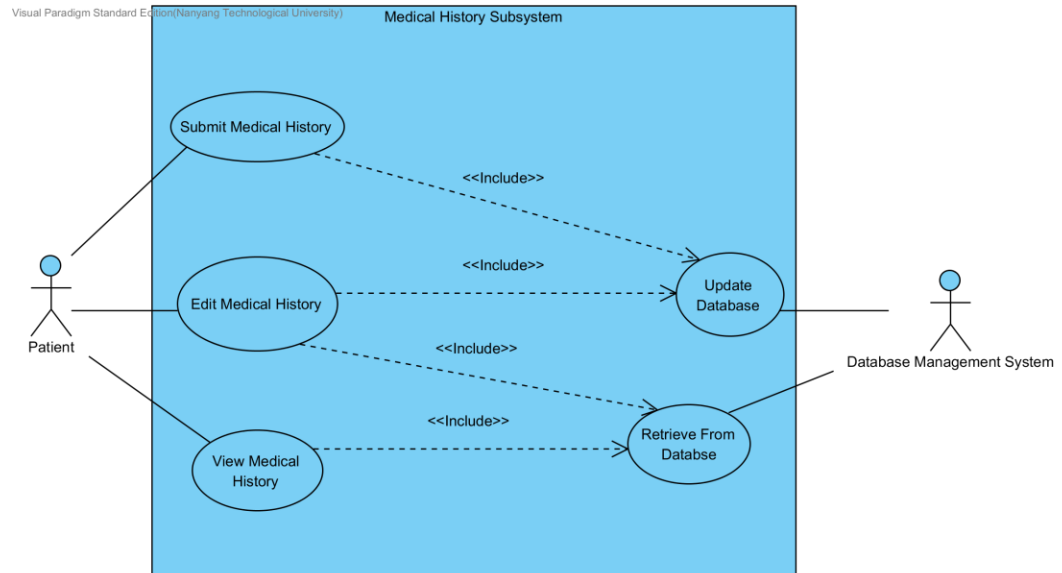 Visual Paradigm Standard Edition(Nanyang Technological University)
Medical History Subsystem
Submit Medical History
<<Include>>
<<Include>>
Update
Database
Edit Medical History
Patient
Database Management System
<<Include>>
<<Include>>
Retrieve From
Databse
View Medical
History